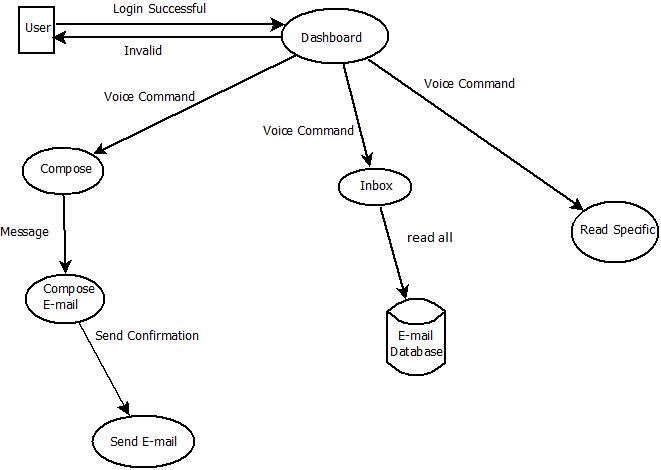 Login Successful
User
Dashboard
Invalid
Voice Command
Voice Command
Voice Command
Compose
Inbox
Read Specific
Message
read all
Compose
E-mail
Send Confirmation
E-mail
Database
Send E-mail